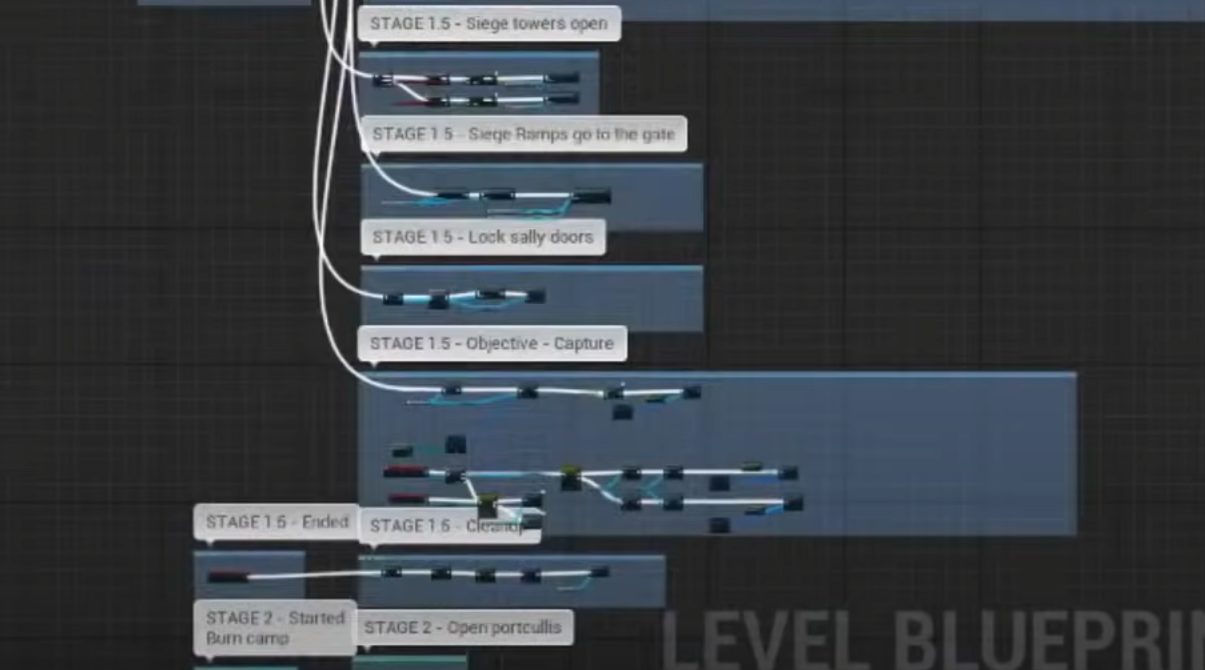 STAGE 1.5 - Siege towers open
STAGE 1.5 - Siege Ramps go to the gate
STAGE 1.5 - Lock sally doors
STAGE 1.5 - Objective - Capture
STAGE 1.5 - Ended
STAGE 1.5 - Cleanup
STAGE 2 - Started
Burn camp
STAGE 2 - Open portcullis
LEVEL BLUEPRIN